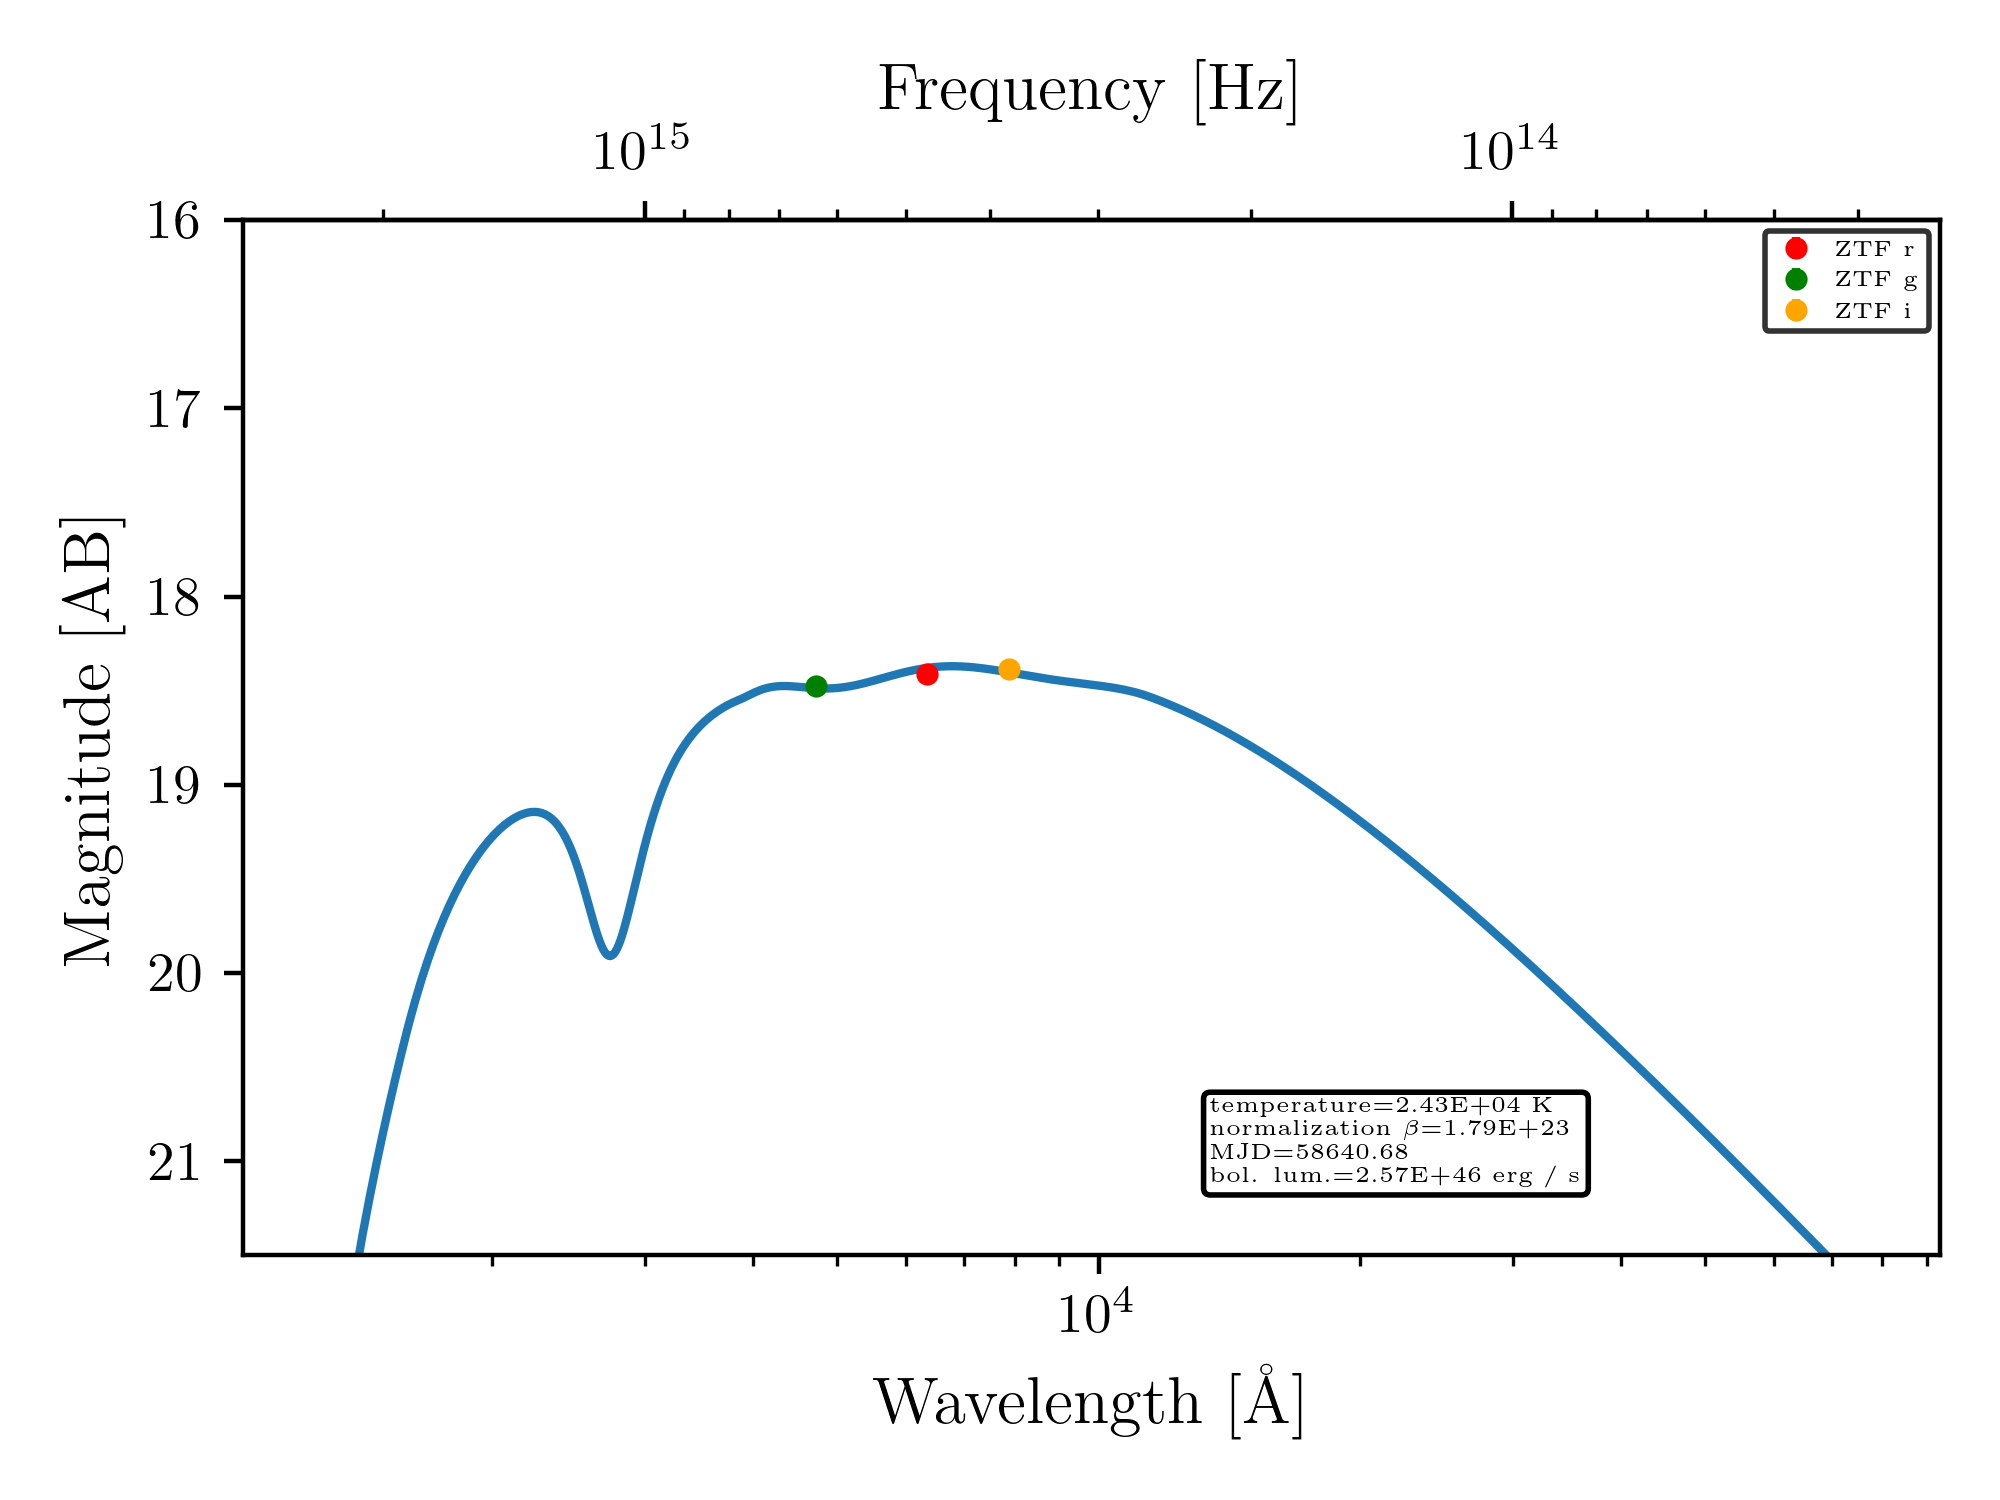 Frequency [Hz]
10^15 10^14
16
17
18
19
20
21
Magnitude [AB]
ZTF r
ZTF g
ZTF i
temperature=2.43E+04 K
normalization β=1.79E+23
MJD=58640.68
bol. lum.=2.57E+46 erg / s
10^4
Wavelength [Å]